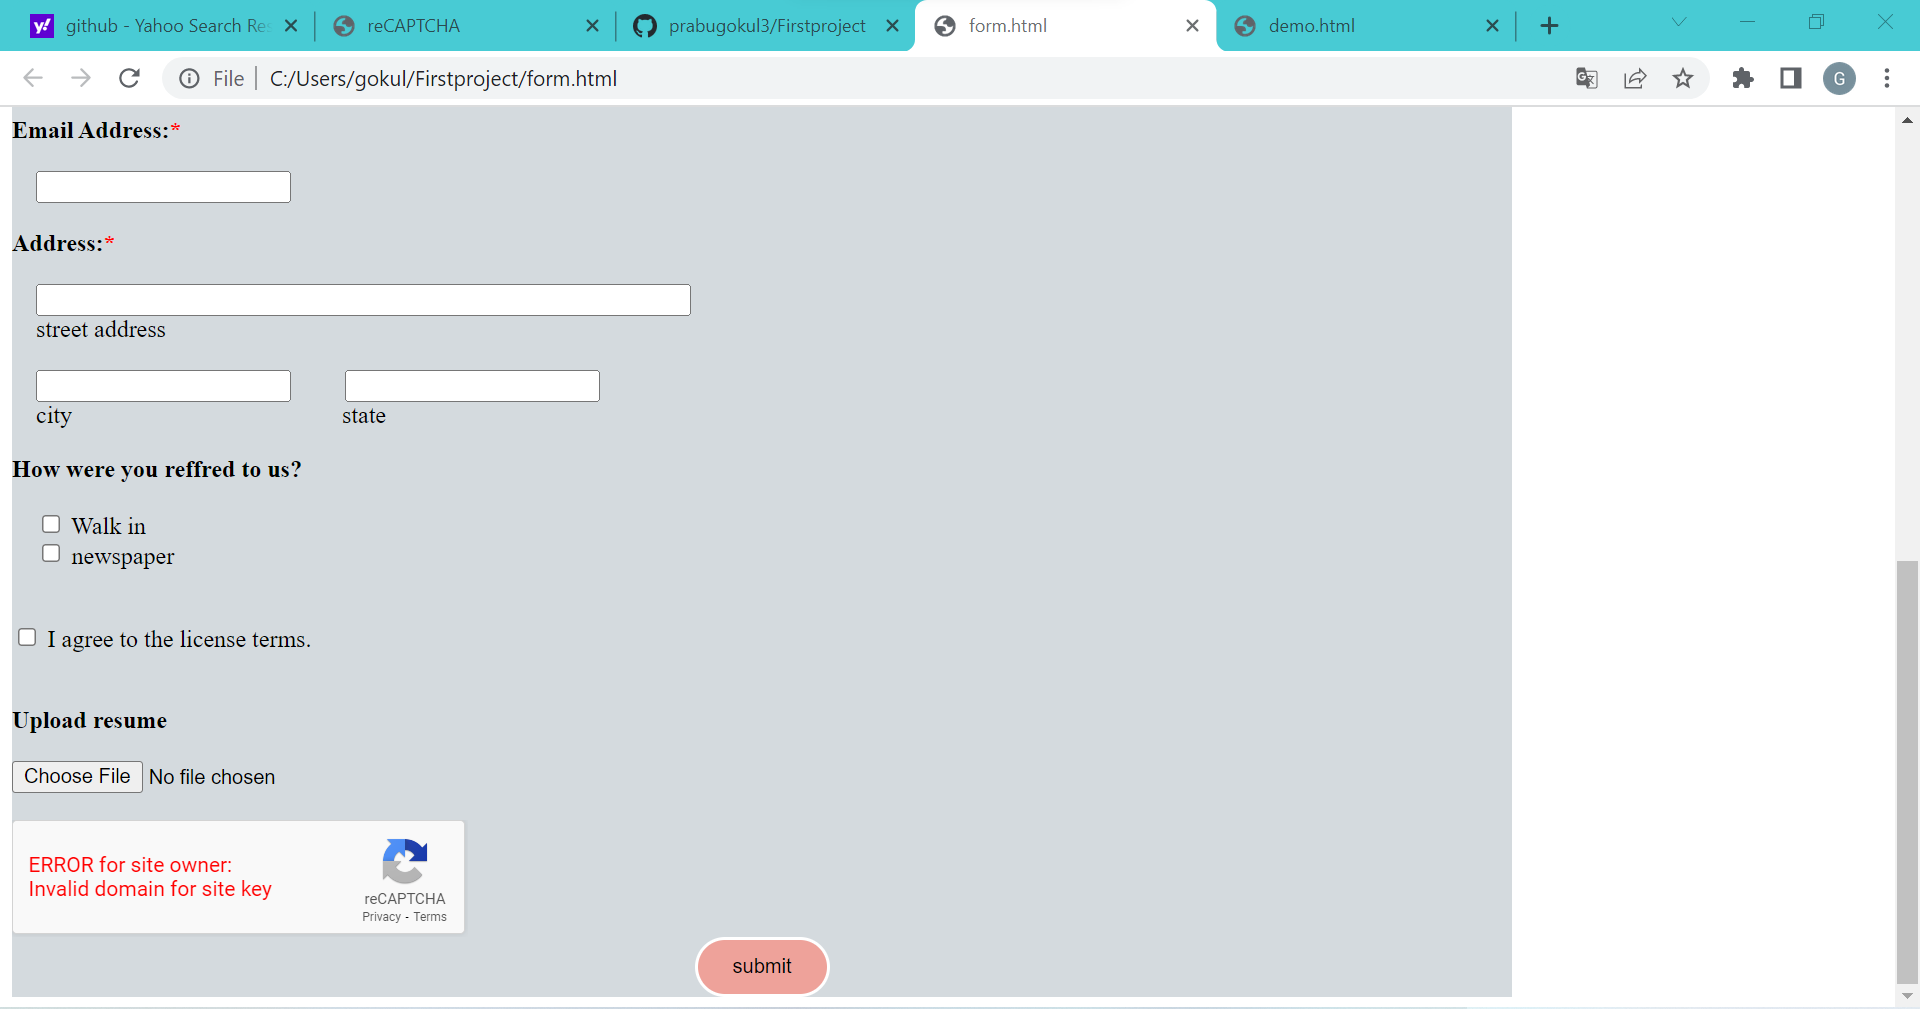 github - Yahoo Search Res
reCAPTCHA
prabugokul3/Firstproject
form.html
demo.html
File
C:/Users/gokul/Firstproject/form.html
G
Email Address:*
Address:*
street address
city
state
How were you reffred to us?
Walk in
newspaper
I agree to the license terms.
Upload resume
Choose File No file chosen
ERROR for site owner:
Invalid domain for site key
reCAPTCHA
Privacy - Terms
submit